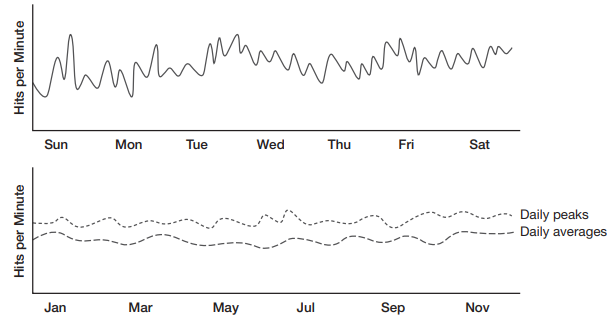 Hits per Minute
Sun Mon Tue Wed Thu Fri Sat
Hits per Minute
Daily peaks
Daily averages
Jan Mar May Jul Sep Nov